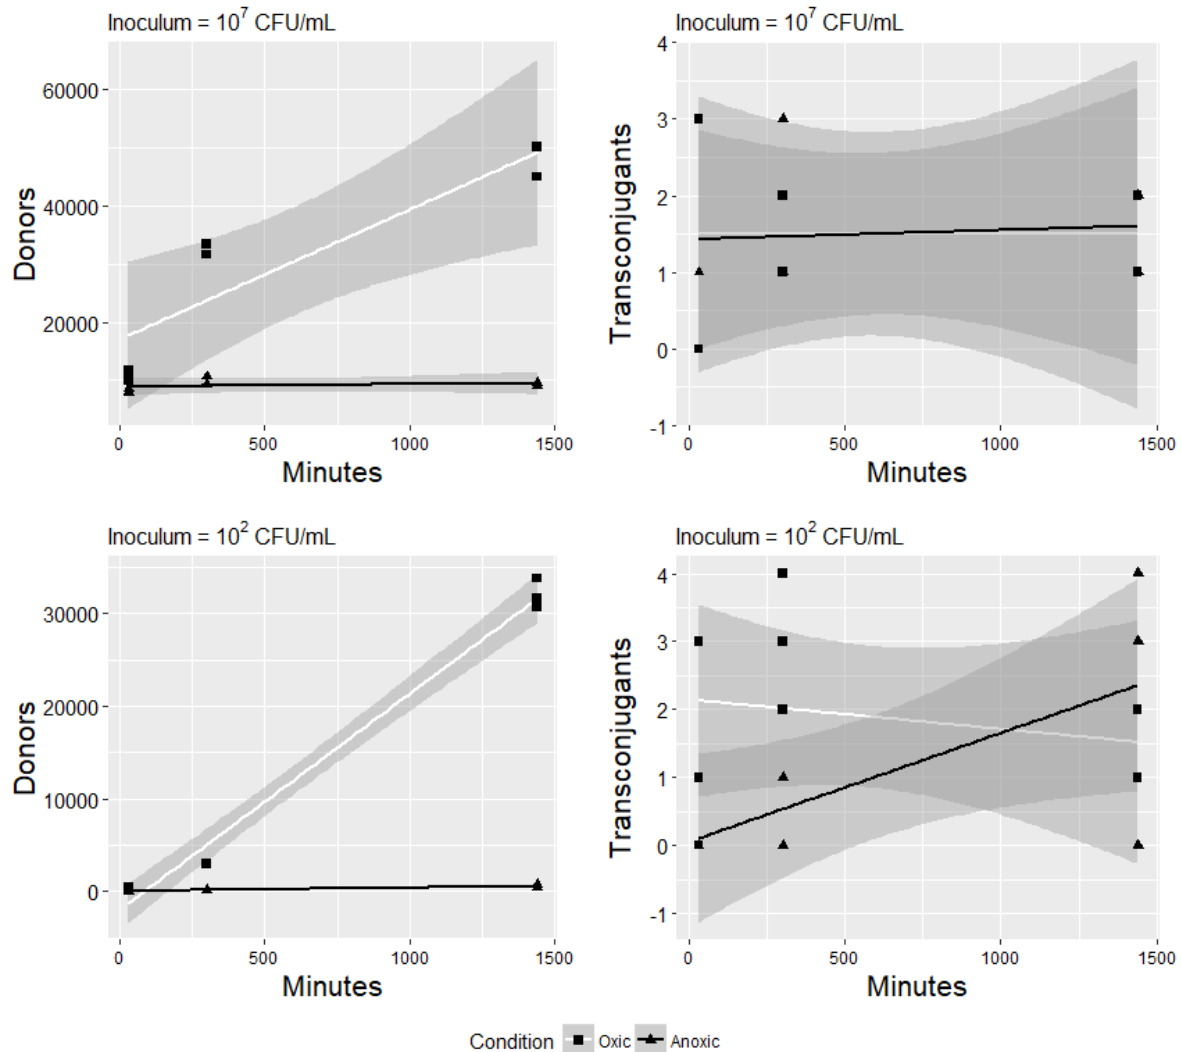 Inoculum = 10^7 CFU/mL
60000
40000
20000
Donors
0 500 1000 1500
Minutes
Inoculum = 10^7 CFU/mL
4
3
2
1
0
-1
Transconjugants
0 500 1000 1500
Minutes
Inoculum = 10^2 CFU/mL
30000
20000
10000
0
Donors
0 500 1000 1500
Minutes
Inoculum = 10^2 CFU/mL
4
3
2
1
0
-1
Transconjugants
0 500 1000 1500
Minutes
Condition Oxic Anoxic